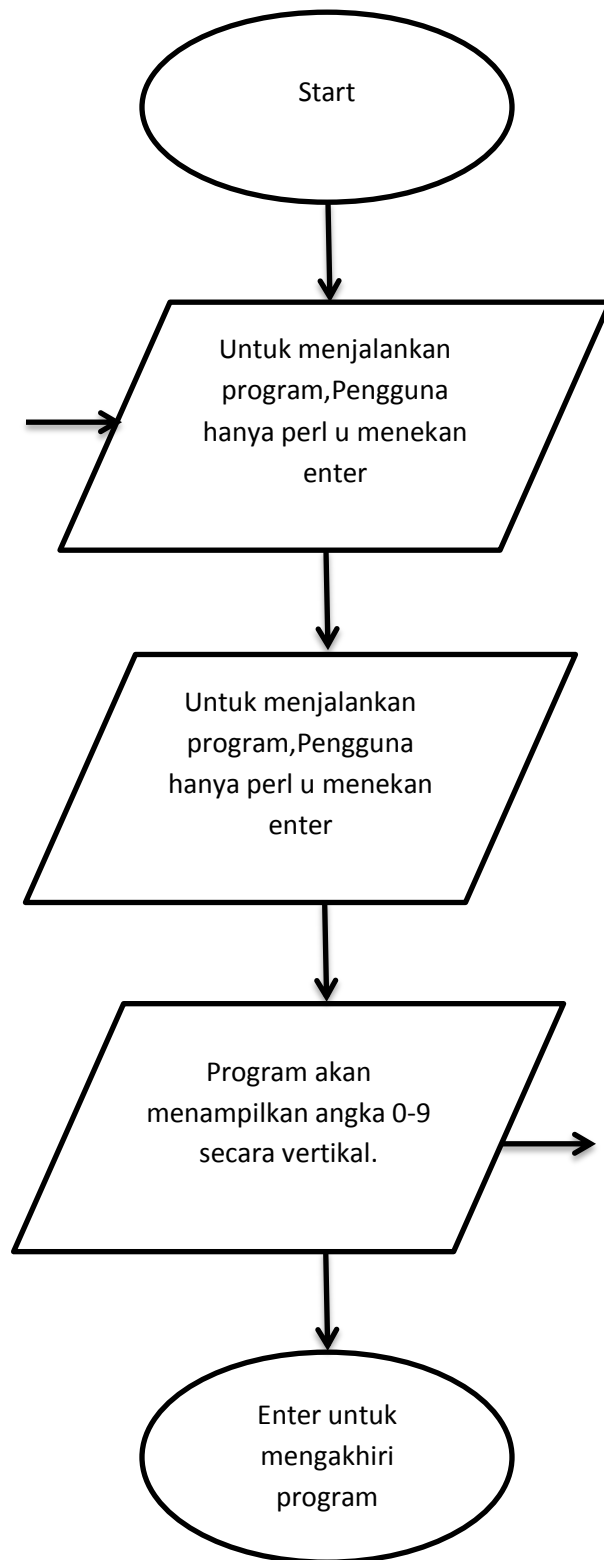 Start
Untuk menjalankan
program,Pengguna
hanya perl u menekan
enter
Untuk menjalankan
program,Pengguna
hanya perl u menekan
enter
Program akan
menampilkan angka 0-9
secara vertikal.
Enter untuk
mengakhiri
program